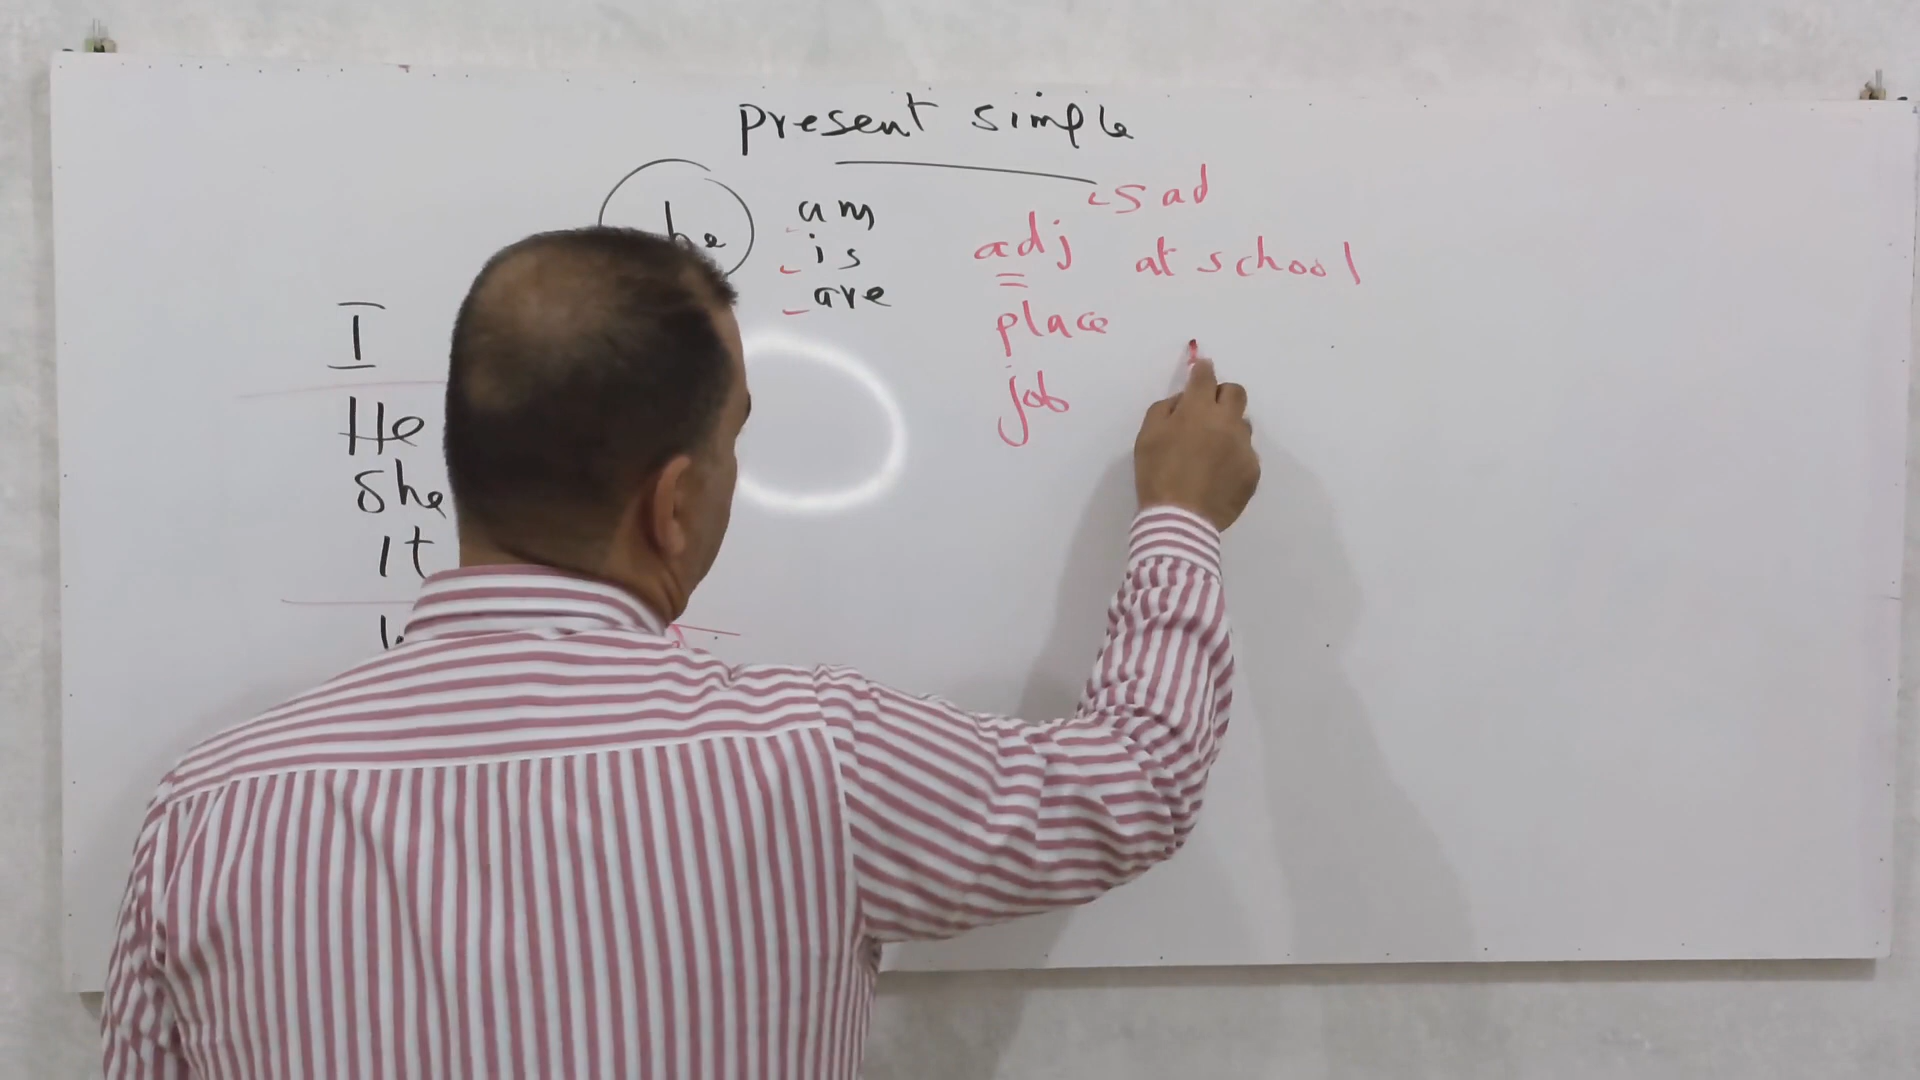 present simple
be
am
is
are
adj
sad
at school
place
job
I
He
She
It